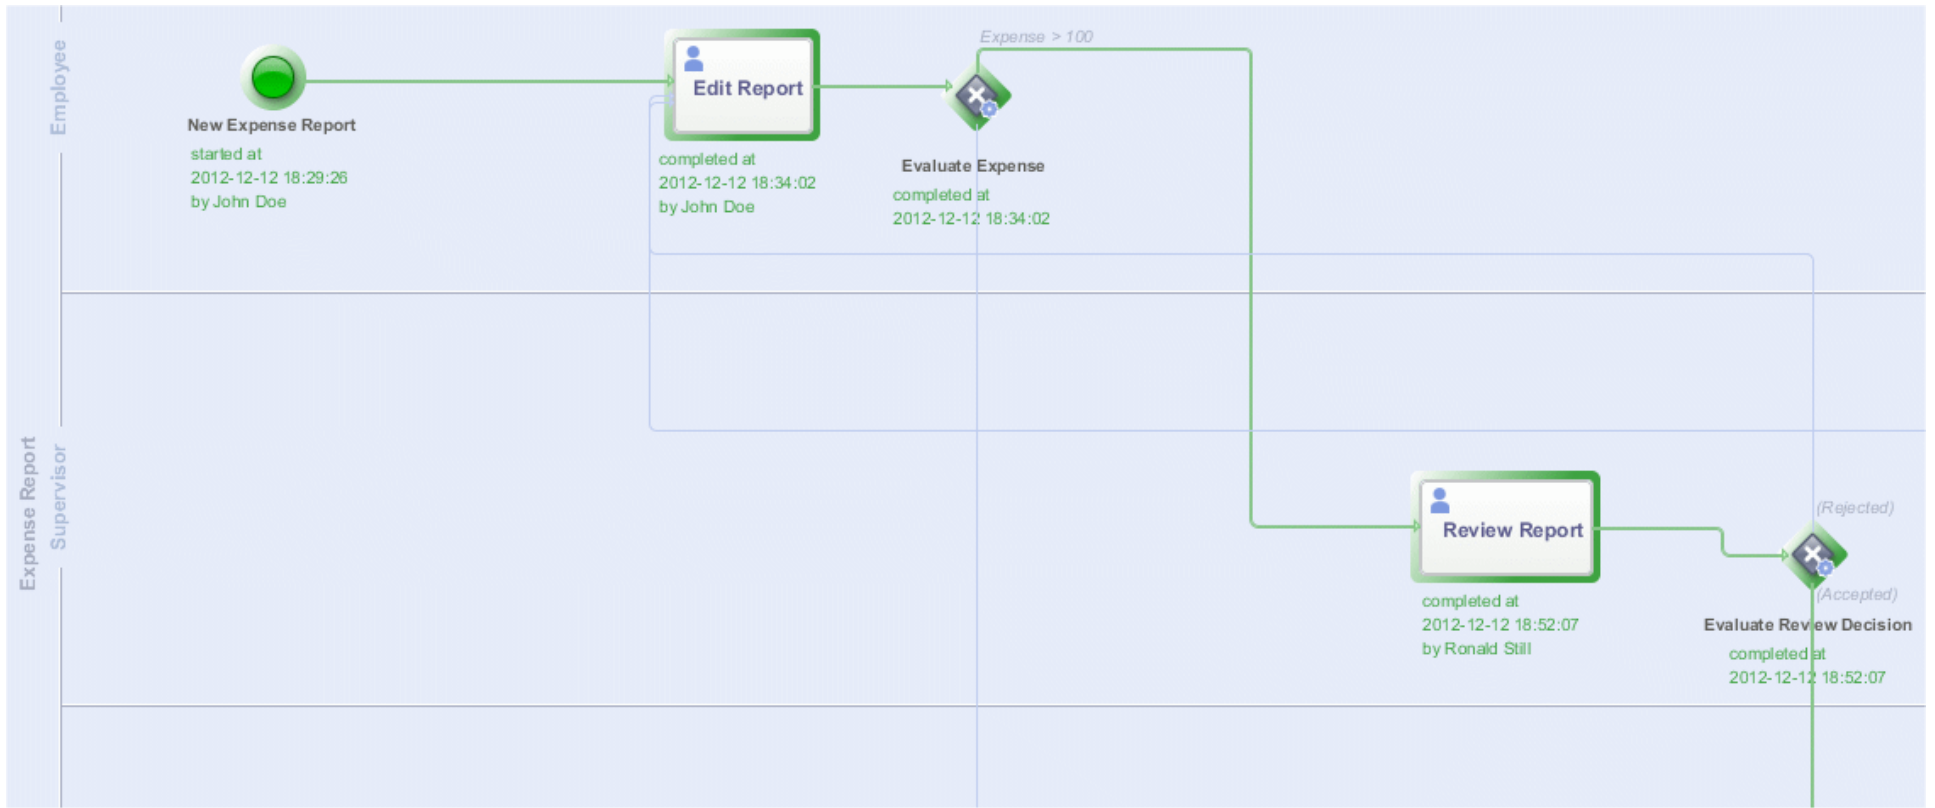 Employee
Expense > 100
Edit Report
New Expense Report
started at
2012-12-12 18:29:26
by John Doe
completed at
2012-12-12 18:34:02
by John Doe
Evaluate Expense
completed at
2012-12-12 18:34:02
Expense Report
Supervisor
Review Report
completed at
2012-12-12 18:52:07
by Ronald Still
(Rejected)
(Accepted)
Evaluate Review Decision
completed at
2012-12-12 18:52:07